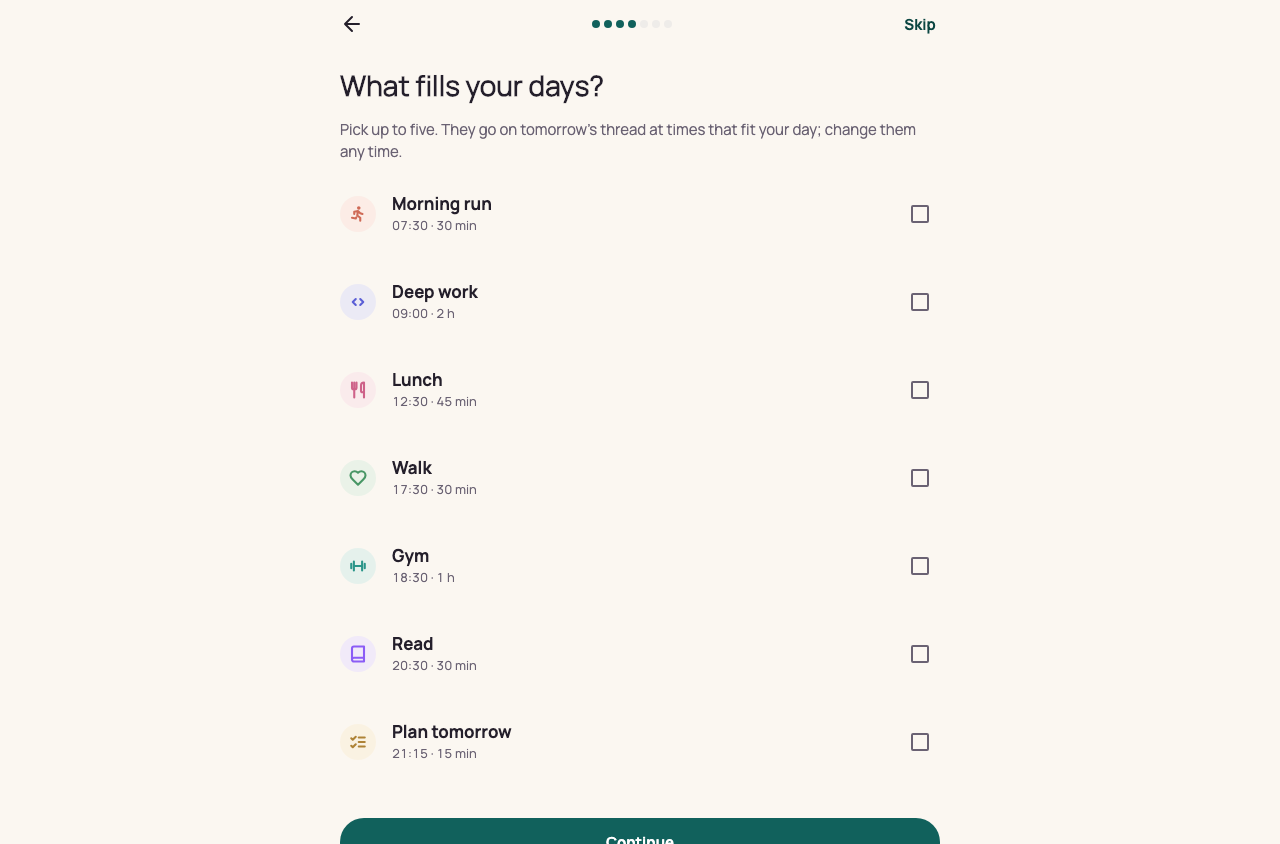 Skip
What fills your days?
Pick up to five. They go on tomorrow's thread at times that fit your day; change them
any time.
Morning run
07:30 · 30 min
Deep work
09:00 · 2 h
Lunch
12:30 · 45 min
Walk
17:30 · 30 min
Gym
18:30 · 1 h
Read
20:30 · 30 min
Plan tomorrow
21:15 · 15 min
Continue